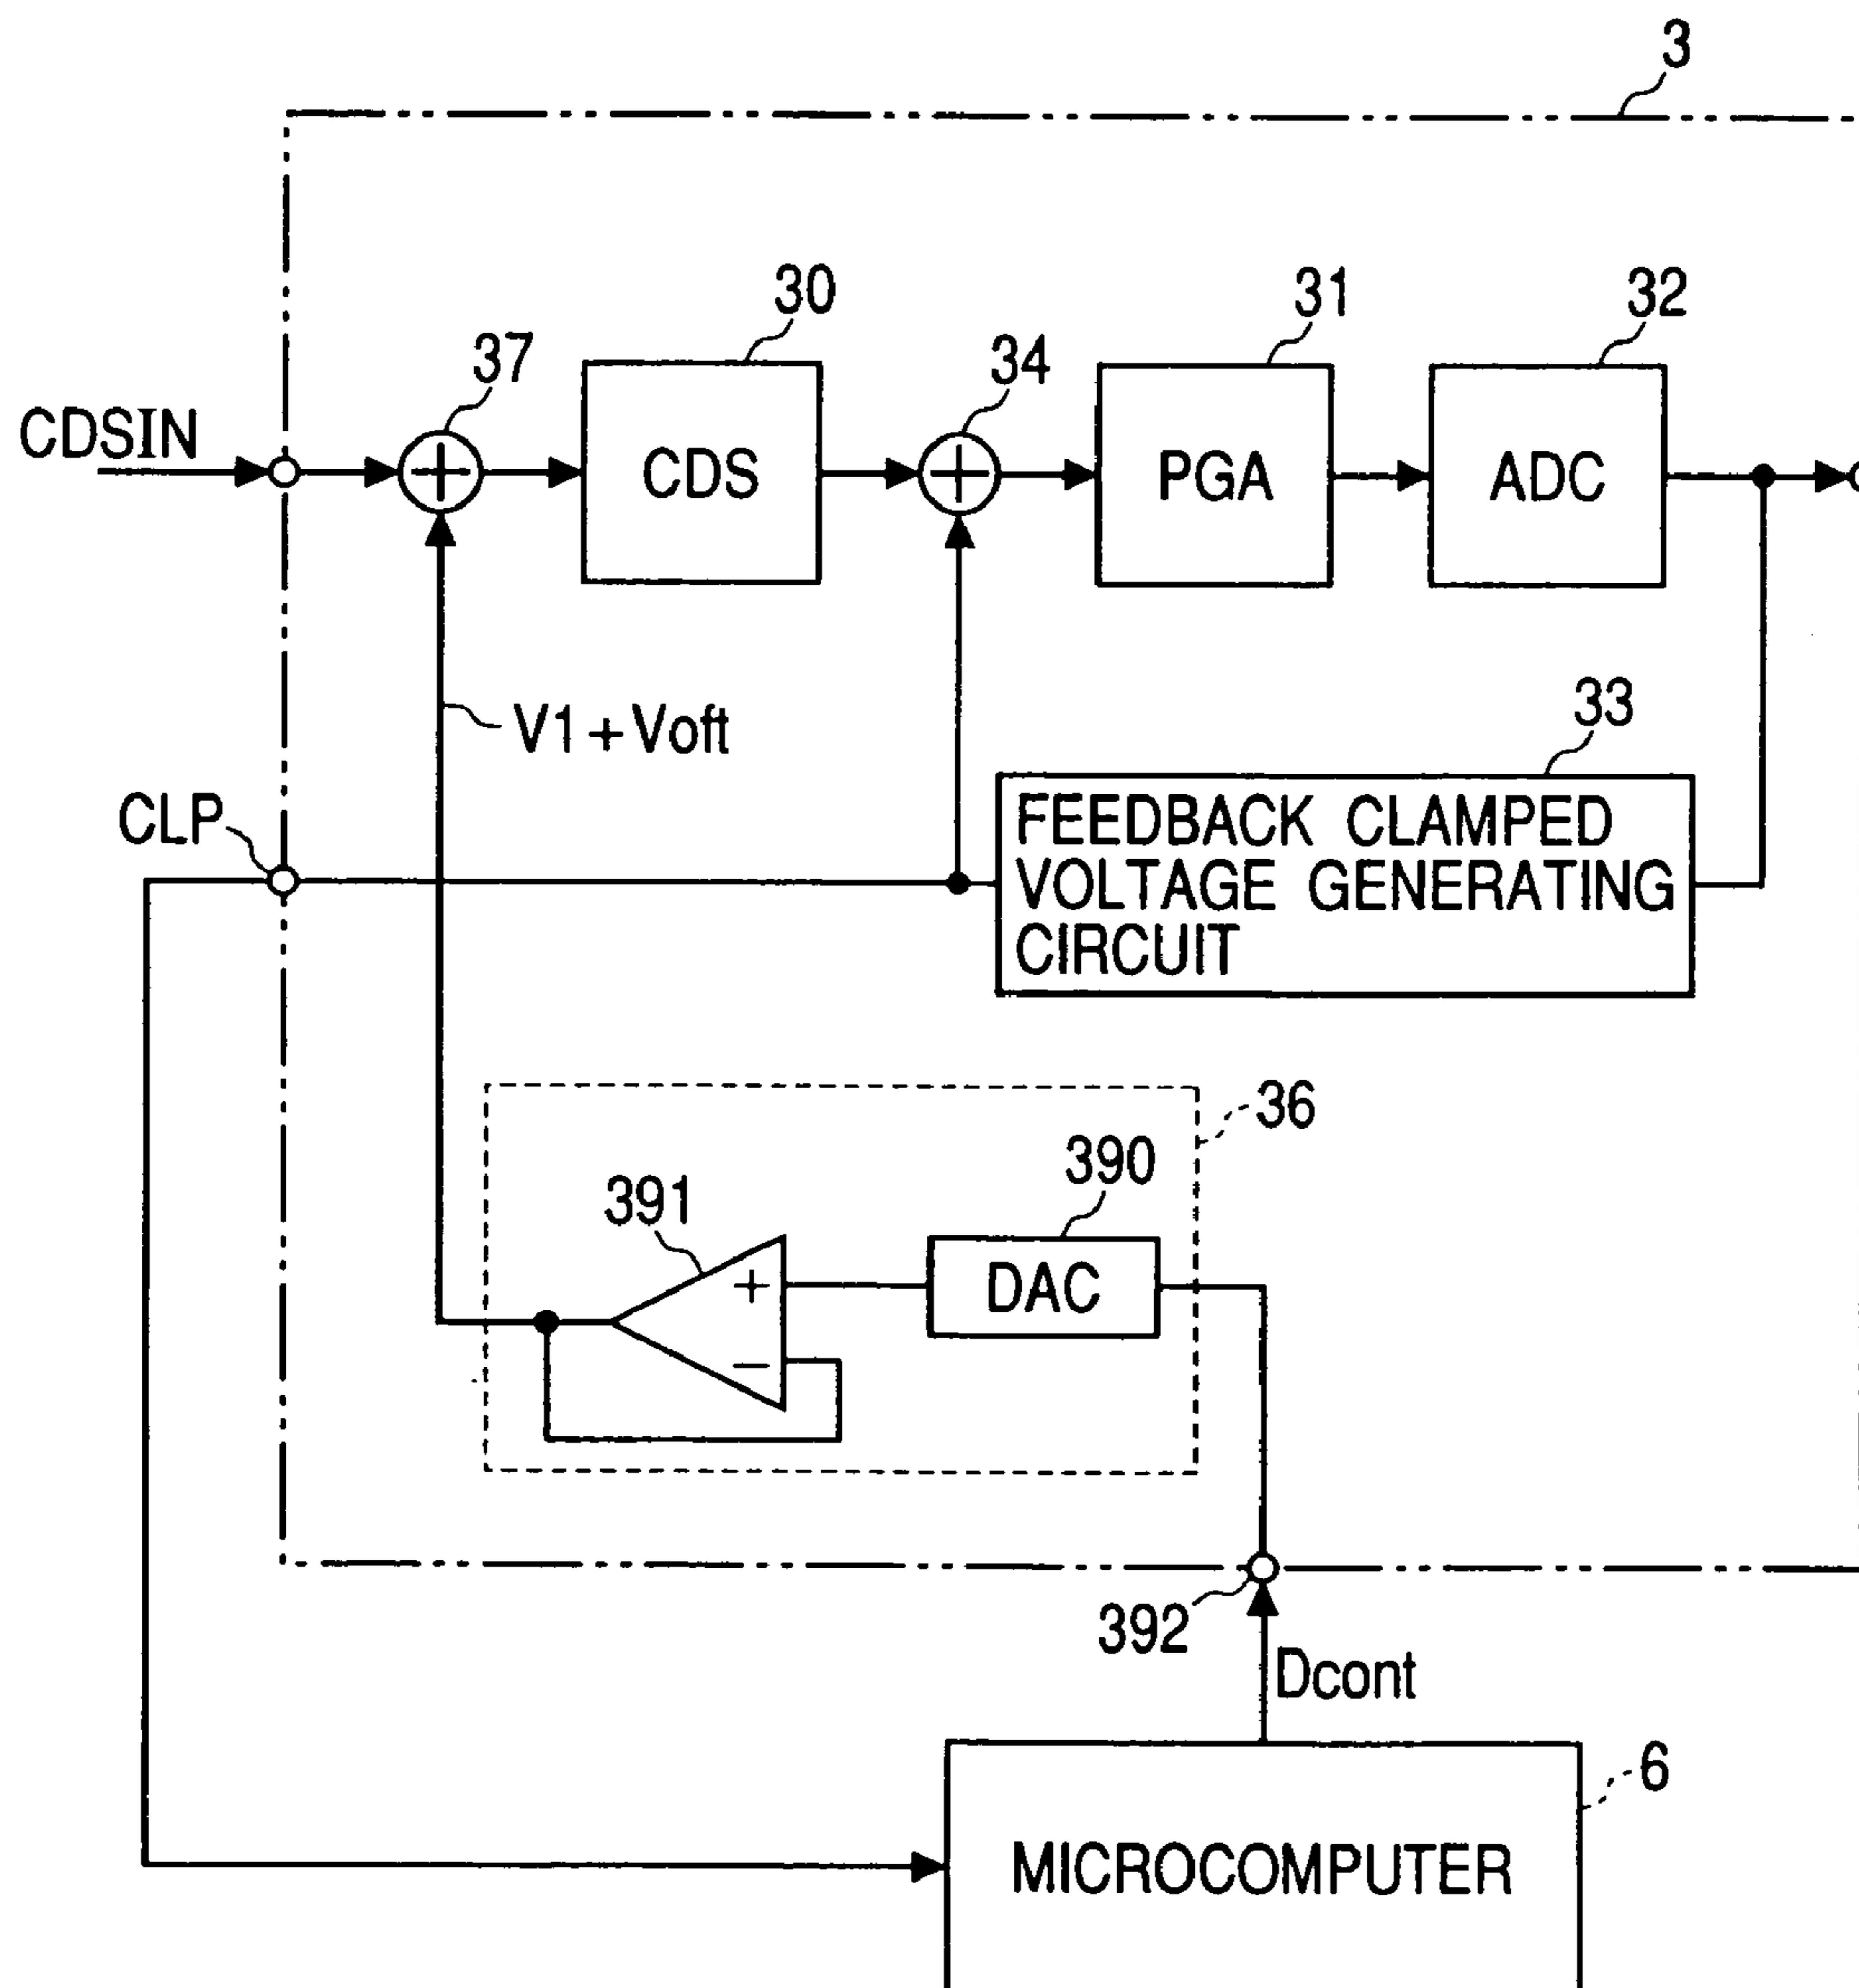 3
30
31
32
37
34
CDSIN
CDS
PGA
ADC
V1+Voft
33
CLP
FEEDBACK CLAMPED
VOLTAGE GENERATING
CIRCUIT
36
390
391
+
DAC
−
392
Dcont
6
MICROCOMPUTER